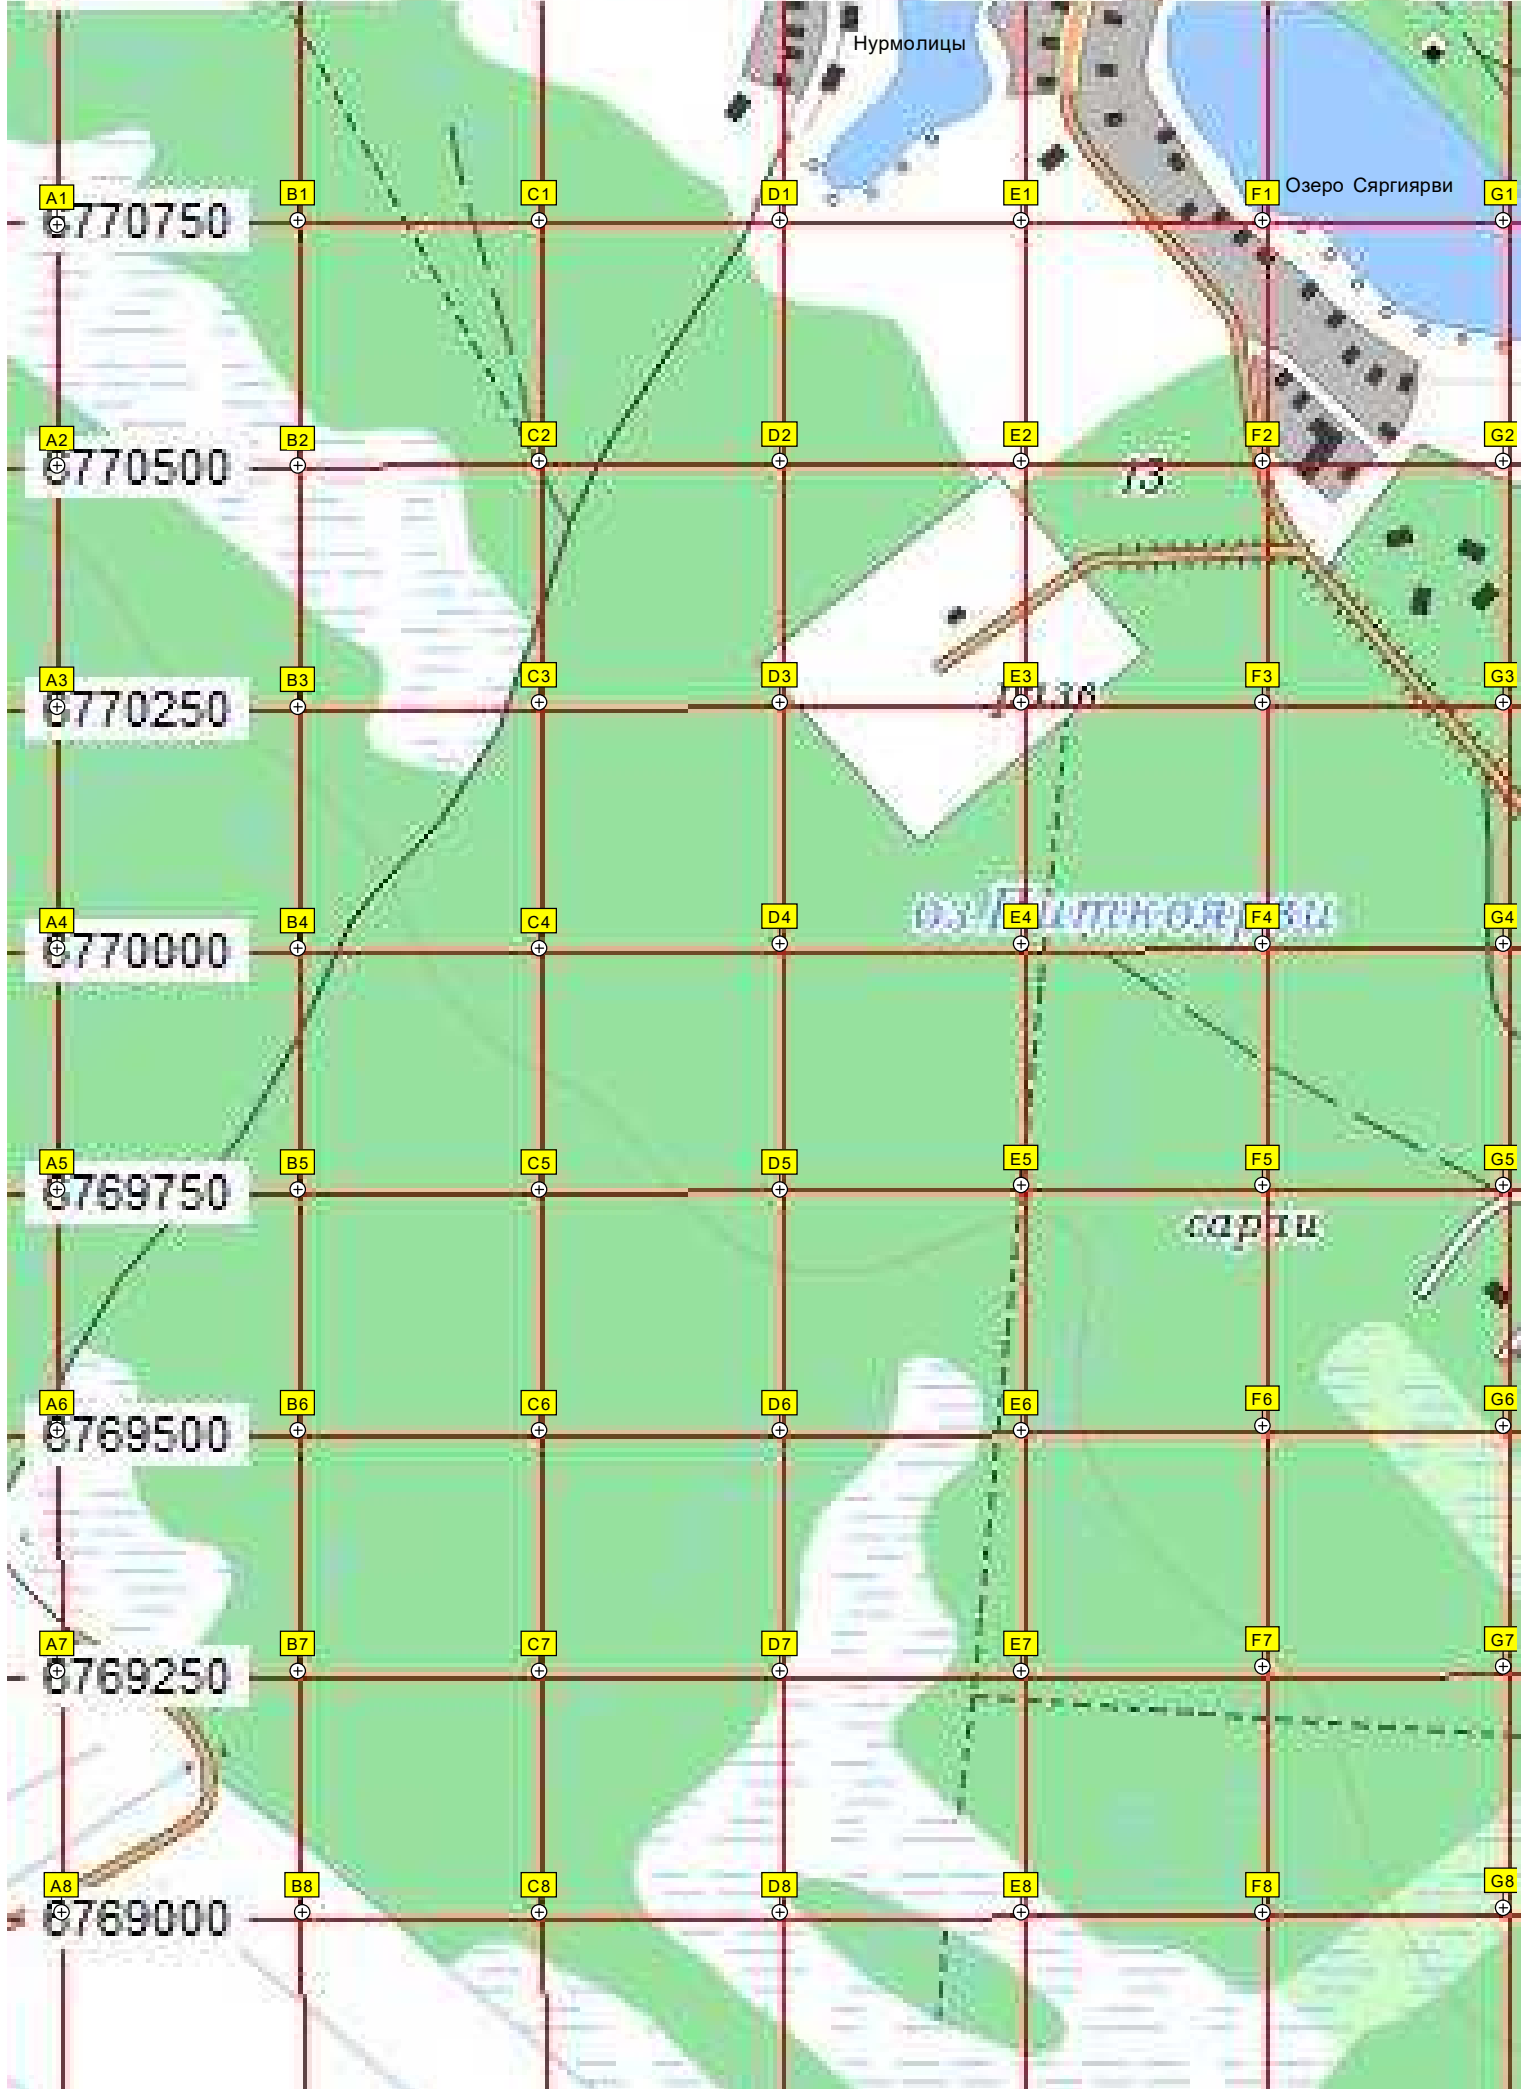 Нурмолицы
Озеро Сяргиярви
A1 B1 C1 D1 E1 F1 G1
6770750
A2 B2 C2 D2 E2 F2 G2
6770500
13
A3 B3 C3 D3 E3 F3 G3
6770250
A4 B4 C4 D4 E4 F4 G4
6770000
A5 B5 C5 D5 E5 F5 G5
6769750
A6 B6 C6 D6 E6 F6 G6
6769500
A7 B7 C7 D7 E7 F7 G7
6769250
A8 B8 C8 D8 E8 F8 G8
6769000